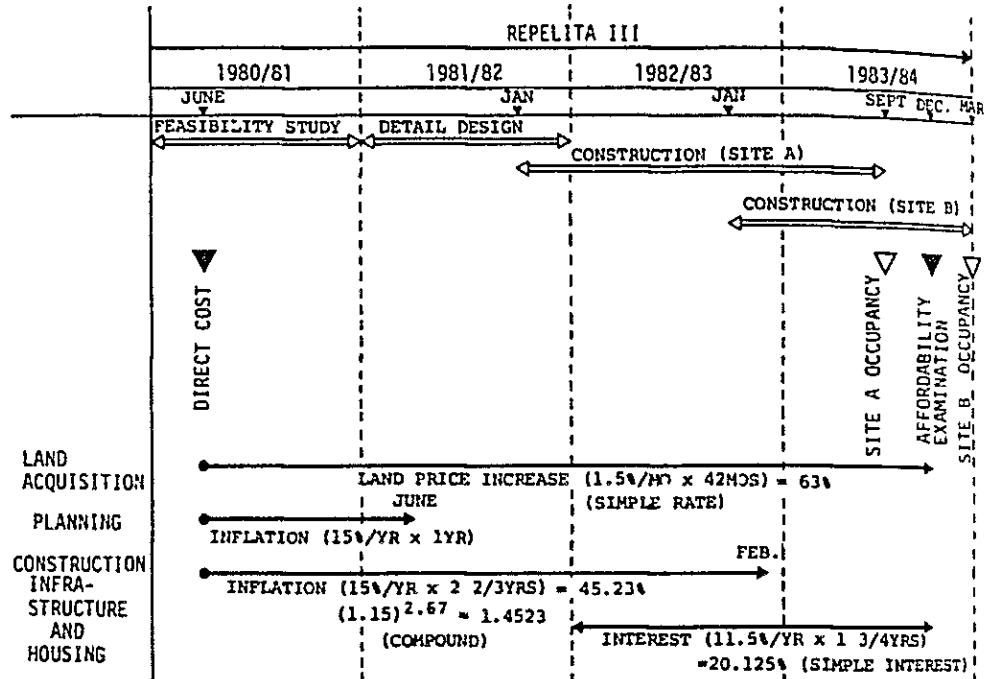 REPELITA III
1980/81 1981/82 1982/83 1983/84
JUNE JAN JAN SEPT DEC. MAR
FEASIBILITY STUDY DETAIL DESIGN
CONSTRUCTION (SITE A)
CONSTRUCTION (SITE B)
DIRECT COST
SITE A OCCUPANCY
AFFORDABILITY
EXAMINATION
SITE B OCCUPANCY
LAND
ACQUISITION
LAND PRICE INCREASE (1.5%/MO x 42MOS) = 63%
(SIMPLE RATE)
PLANNING
JUNE
INFLATION (15%/YR x 1YR)
CONSTRUCTION
INFRA-
STRUCTURE
AND
HOUSING
FEB.
INFLATION (15%/YR x 2 2/3YRS) = 45.23%
(1.15)^2.67 = 1.4523
(COMPOUND)
INTEREST (11.5%/YR x 1 3/4YRS)
=20.125% (SIMPLE INTEREST)